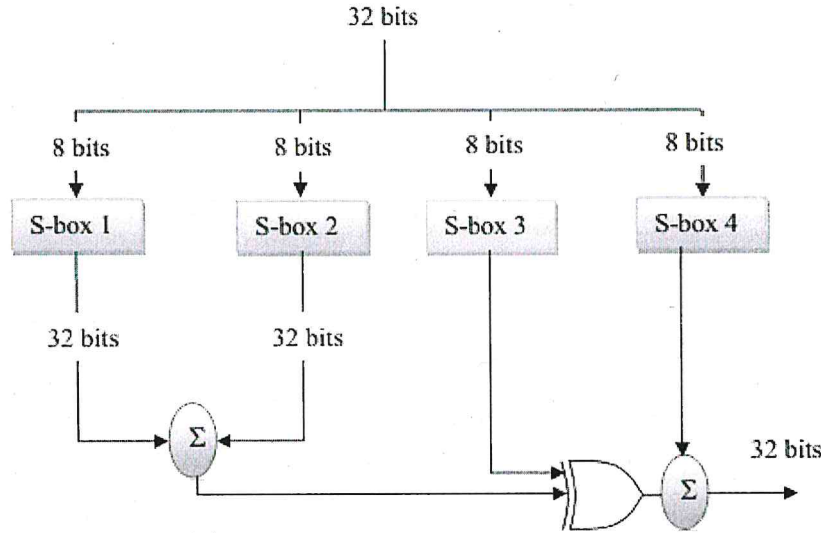 32 bits
8 bits 8 bits 8 bits 8 bits
S-box 1 S-box 2 S-box 3 S-box 4
32 bits 32 bits
Σ
32 bits
Σ